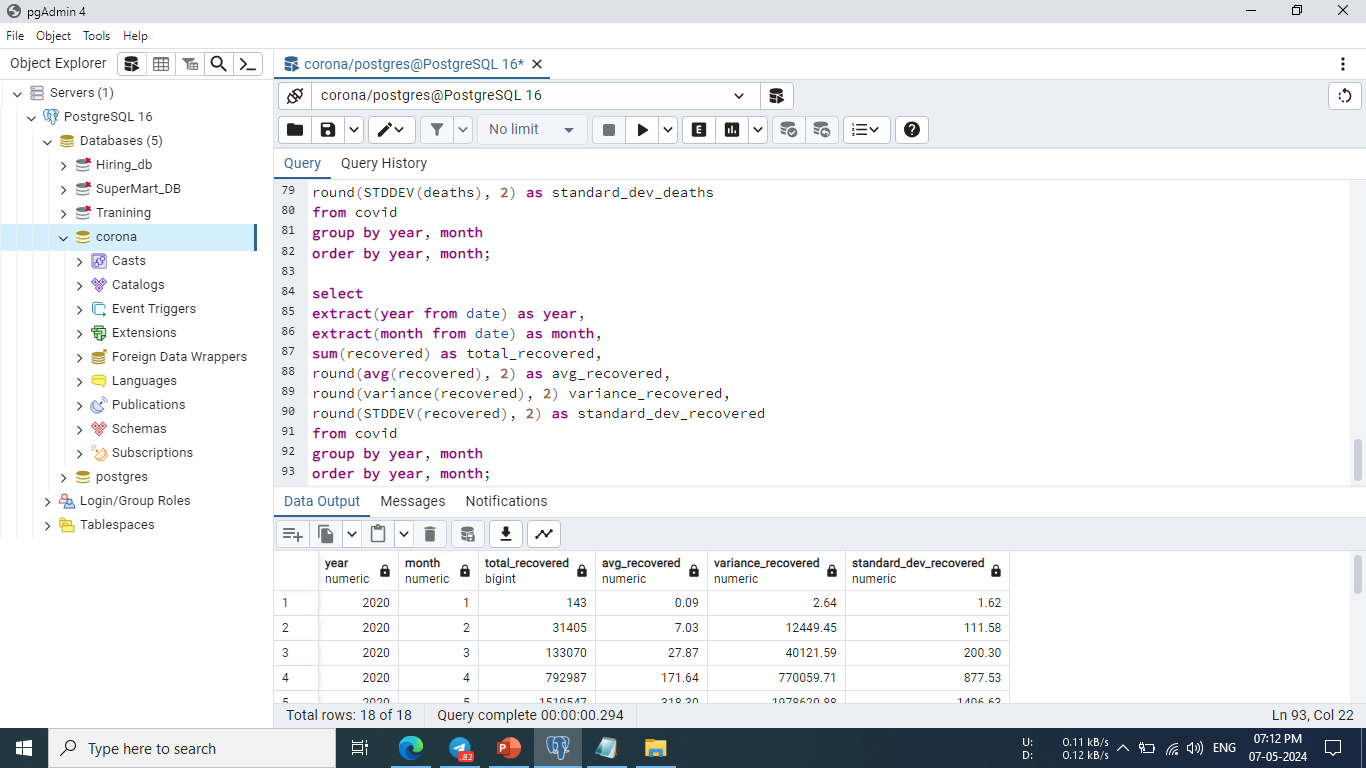 pgAdmin 4
File Object Tools Help
Object Explorer
corona/postgres@PostgreSQL 16*
Servers (1)
PostgreSQL 16
Databases (5)
Hiring_db
SuperMart_DB
Tranining
corona
Casts
Catalogs
Event Triggers
Extensions
Foreign Data Wrappers
Languages
Publications
Schemas
Subscriptions
postgres
Login/Group Roles
Tablespaces
corona/postgres@PostgreSQL 16
No limit
E
Query Query History
79 round(STDDEV(deaths), 2) as standard_dev_deaths
80 from covid
81 group by year, month
82 order by year, month;
83
84 select
85 extract(year from date) as year,
86 extract(month from date) as month,
87 sum(recovered) as total_recovered,
88 round(avg(recovered), 2) as avg_recovered,
89 round(variance(recovered), 2) variance_recovered,
90 round(STDDEV(recovered), 2) as standard_dev_recovered
91 from covid
92 group by year, month
93 order by year, month;
Data Output Messages Notifications
year month total_recovered avg_recovered variance_recovered standard_dev_recovered
numeric numeric bigint numeric numeric numeric
1 2020 1 143 0.09 2.64 1.62
2 2020 2 31405 7.03 12449.45 111.58
3 2020 3 133070 27.87 40121.59 200.30
4 2020 4 792987 171.64 770059.71 877.53
5 2020 5 1519547 318.30 1978620.88 1406.63
Total rows: 18 of 18 Query complete 00:00:00.294 Ln 93, Col 22
Type here to search
82
U: 0.11 kB/s
D: 0.12 kB/s
ENG
07:12 PM
07-05-2024